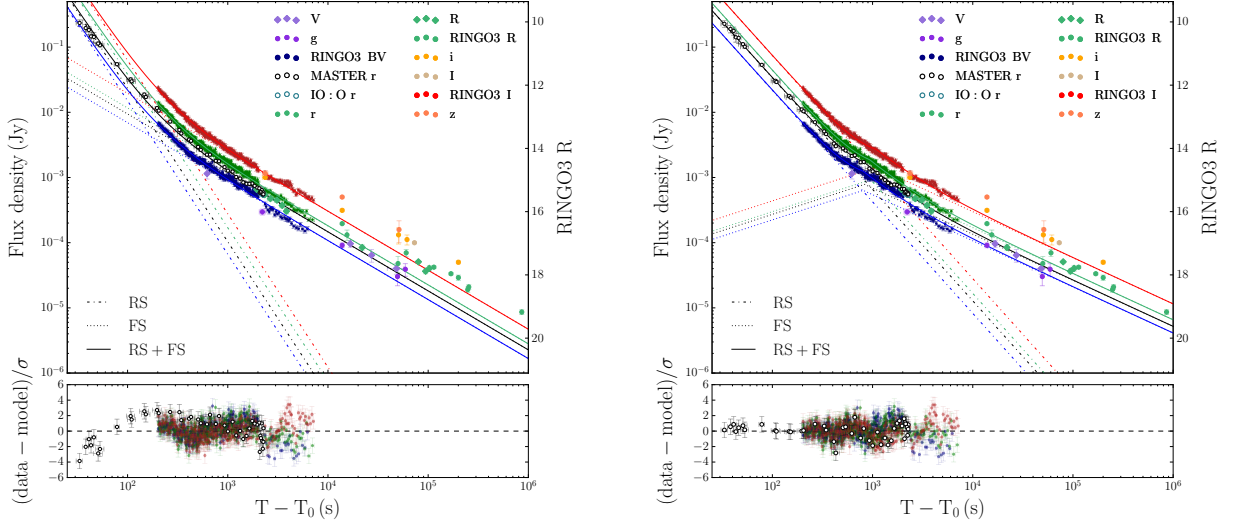 V
g
RINGO3 BV
MASTER r
IO : O r
r
R
RINGO3 R
i
I
RINGO3 I
z
RS
FS
RS + FS
Flux density (Jy)
10⁻¹
10⁻²
10⁻³
10⁻⁴
10⁻⁵
10⁻⁶
RINGO3 R
10
12
14
16
18
20
(data − model)/σ
6
4
2
0
−2
−4
−6
10² 10³ 10⁴ 10⁵ 10⁶
T − T₀ (s)
V
g
RINGO3 BV
MASTER r
IO : O r
r
R
RINGO3 R
i
I
RINGO3 I
z
RS
FS
RS + FS
Flux density (Jy)
10⁻¹
10⁻²
10⁻³
10⁻⁴
10⁻⁵
10⁻⁶
RINGO3 R
10
12
14
16
18
20
(data − model)/σ
6
4
2
0
−2
−4
−6
10² 10³ 10⁴ 10⁵ 10⁶
T − T₀ (s)